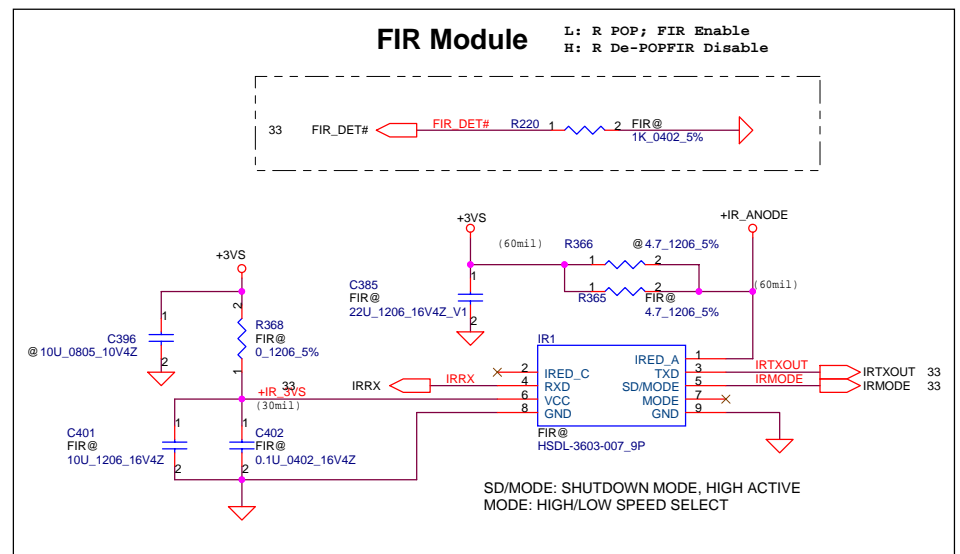 FIR Module
L: R POP; FIR Enable
H: R De-POPFIR Disable
33
FIR_DET#
FIR_DET#
R220
1
2
FIR@
1K_0402_5%
+3VS
(60mil)
R366
@4.7_1206_5%
1
2
+IR_ANODE
(60mil)
1
2
R365
FIR@
4.7_1206_5%
C385
FIR@
22U_1206_16V4Z_V1
1
2
+3VS
1
C396
@10U_0805_10V4Z
2
2
R368
FIR@
0_1206_5%
1
+IR_3VS
(30mil)
33
IRRX
IRRX
IR1
2
IRED_C
4
RXD
6
VCC
8
GND
IRED_A
1
TXD
3
SD/MODE
5
MODE
7
GND
9
IRTXOUT
IRTXOUT
33
IRMODE
IRMODE
33
FIR@
HSDL-3603-007_9P
1
C401
FIR@
10U_1206_16V4Z
2
1
C402
FIR@
0.1U_0402_16V4Z
2
SD/MODE: SHUTDOWN MODE, HIGH ACTIVE
MODE: HIGH/LOW SPEED SELECT